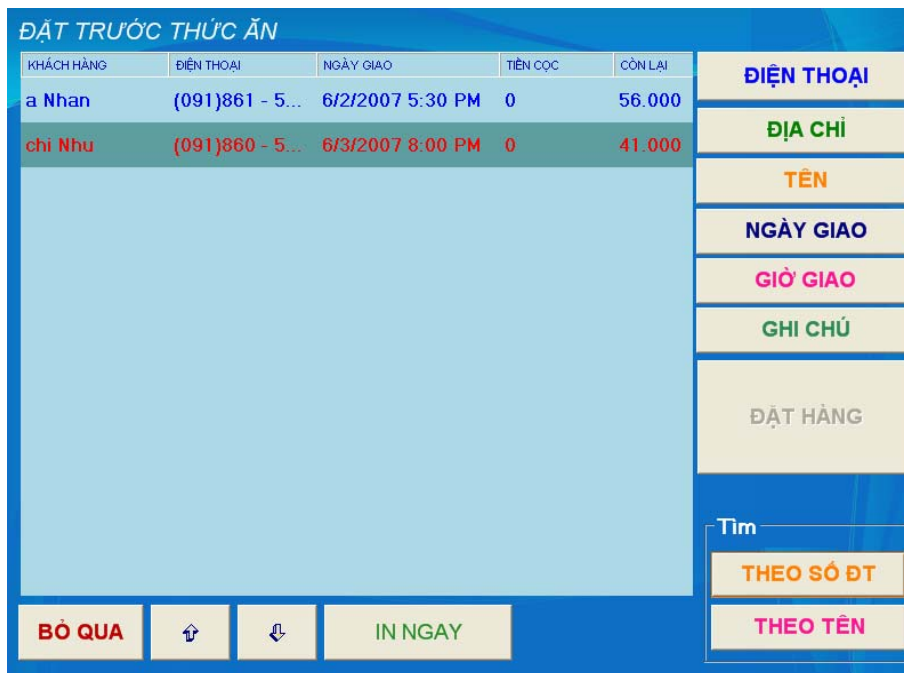 ĐẶT TRƯỚC THỨC ĂN
KHÁCH HÀNG ĐIỆN THOẠI NGÀY GIAO TIỀN CỌC CÒN LẠI
a Nhan (091)861 - 5... 6/2/2007 5:30 PM 0 56.000
chi Nhu (091)860 - 5... 6/3/2007 8:00 PM 0 41.000
ĐIỆN THOẠI
ĐỊA CHỈ
TÊN
NGÀY GIAO
GIỜ GIAO
GHI CHÚ
ĐẶT HÀNG
Tìm
THEO SỐ ĐT
THEO TÊN
BỎ QUA
IN NGAY